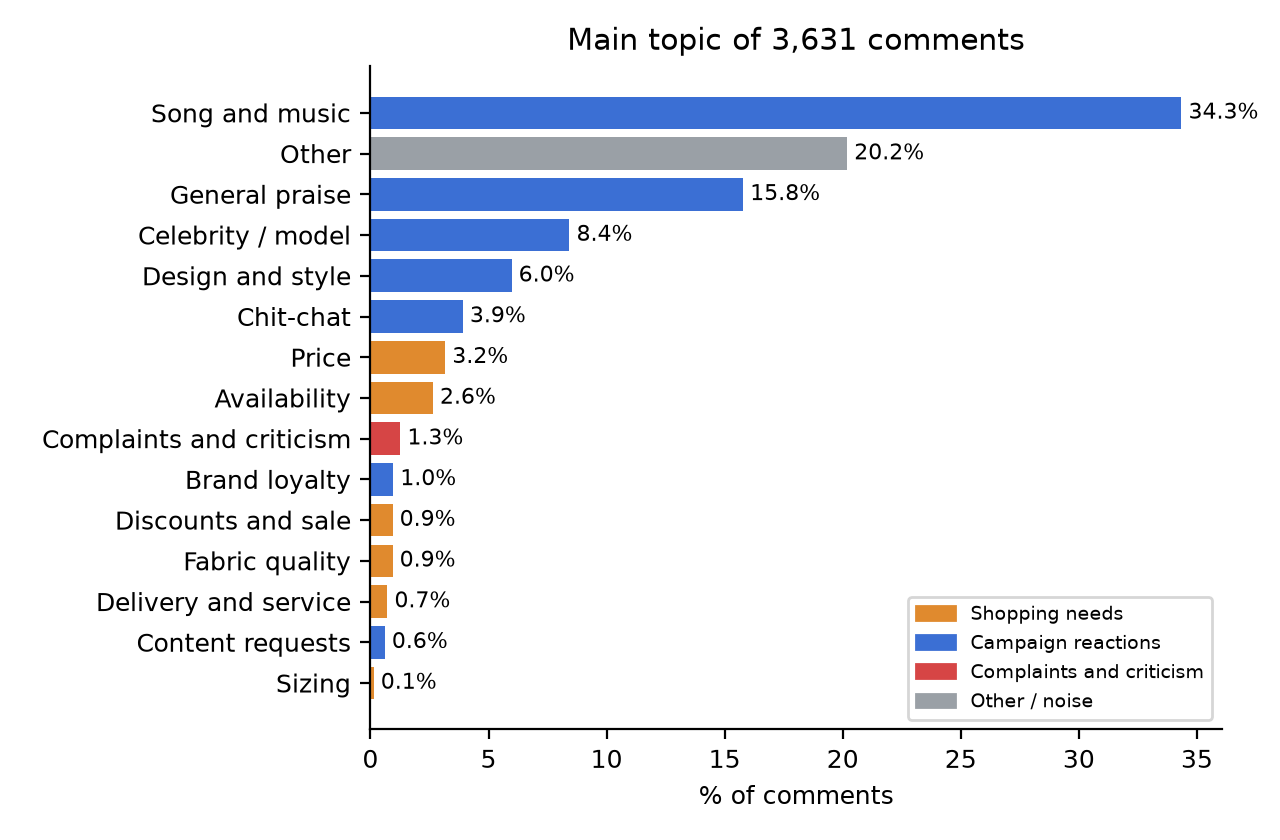 Main topic of 3,631 comments
Song and music 34.3%
Other 20.2%
General praise 15.8%
Celebrity / model 8.4%
Design and style 6.0%
Chit-chat 3.9%
Price 3.2%
Availability 2.6%
Complaints and criticism 1.3%
Brand loyalty 1.0%
Discounts and sale 0.9%
Fabric quality 0.9%
Delivery and service 0.7%
Content requests 0.6%
Sizing 0.1%
Shopping needs
Campaign reactions
Complaints and criticism
Other / noise
0 5 10 15 20 25 30 35
% of comments